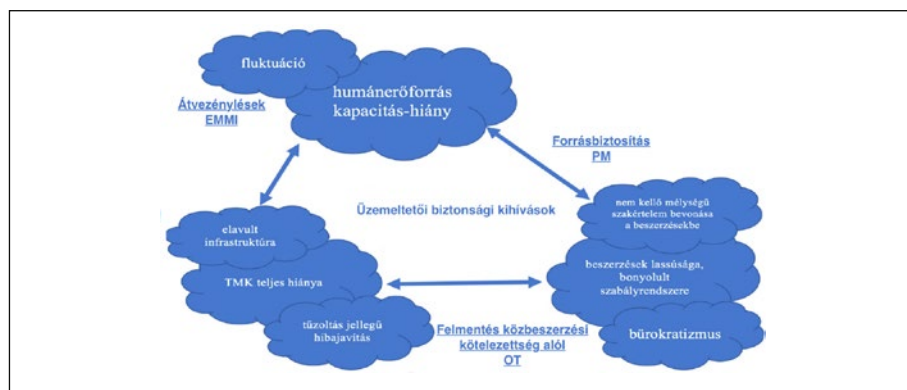 fluktuáció
humánerőforrás
kapacitás-hiány
Átvezénylések
EMMI
Forrásbiztosítás
PM
Üzemeltetői biztonsági kihívások
nem kellő mélységű
szakértelem bevonása
a beszerzésekbe
elavult
infrastruktúra
beszerzések lassúsága,
bonyolult
szabályrendszere
TMK teljes hiánya
tűzoltás jellegű
hibajavítás
Felmentés közbeszerzési
kötelezettség alól
OT
bürokratizmus